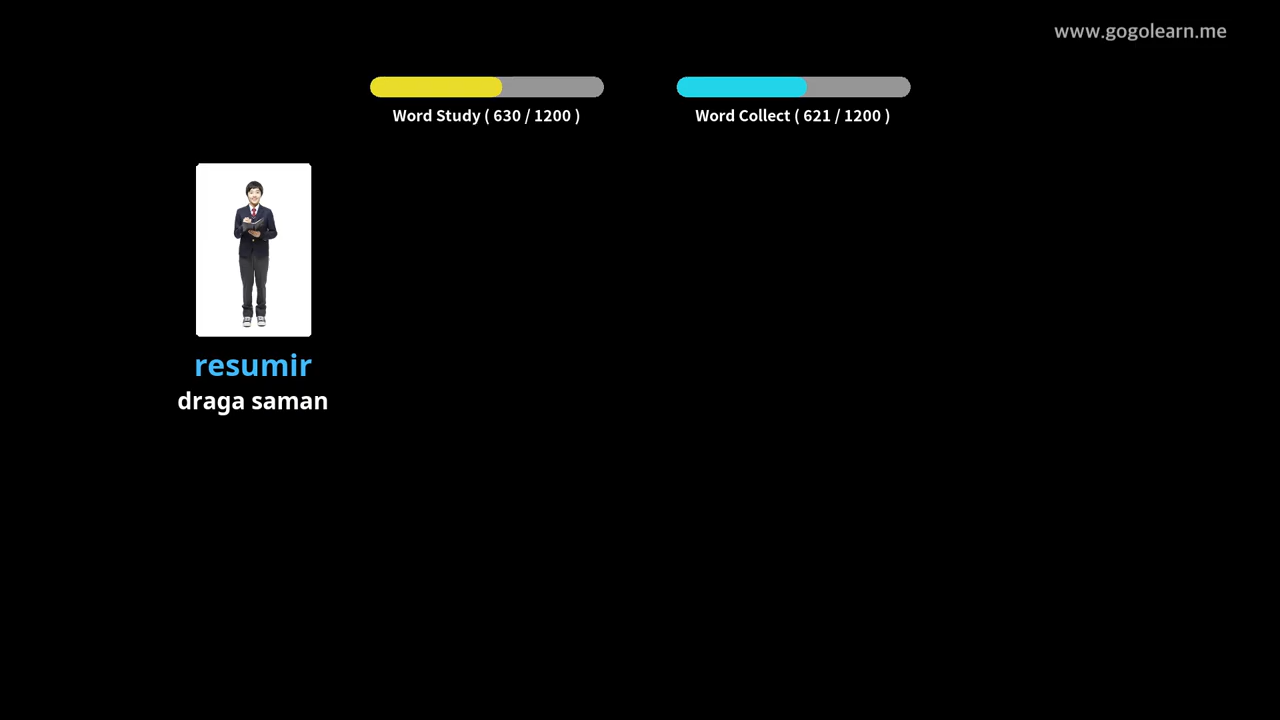 www.gogolearn.me
Word Study ( 630 / 1200 )
Word Collect ( 621 / 1200 )
resumir
draga saman